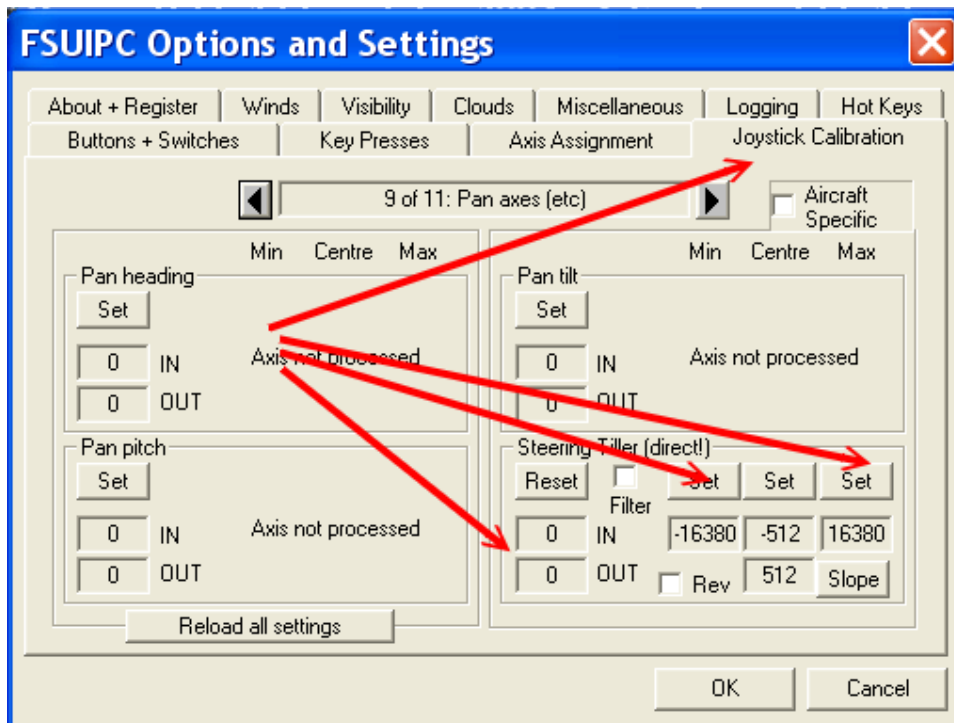 FSUIPC Options and Settings
About + Register Winds Visibility Clouds Miscellaneous Logging Hot Keys
Buttons + Switches Key Presses Axis Assignment Joystick Calibration
9 of 11: Pan axes (etc)
Aircraft
Specific
Min Centre Max
Pan heading
Set
0 IN Axis not processed
0 OUT
Min Centre Max
Pan tilt
Set
0 IN Axis not processed
0 OUT
Pan pitch
Set
0 IN Axis not processed
0 OUT
Steering Tiller (direct!)
Reset Filter Set Set Set
0 IN -16380 -512 16380
0 OUT Rev 512 Slope
Reload all settings
OK Cancel